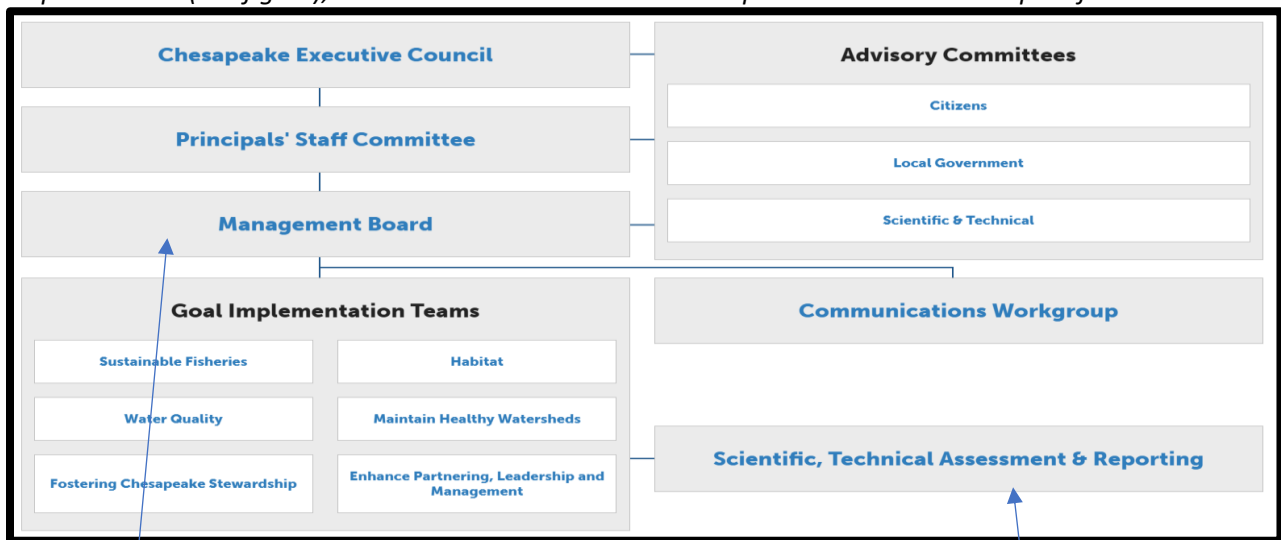 Chesapeake Executive Council
Principals' Staff Committee
Management Board
Advisory Committees
Citizens
Local Government
Scientific & Technical
Goal Implementation Teams
Sustainable Fisheries
Habitat
Water Quality
Maintain Healthy Watersheds
Fostering Chesapeake Stewardship
Enhance Partnering, Leadership and
Management
Communications Workgroup
Scientific, Technical Assessment & Reporting